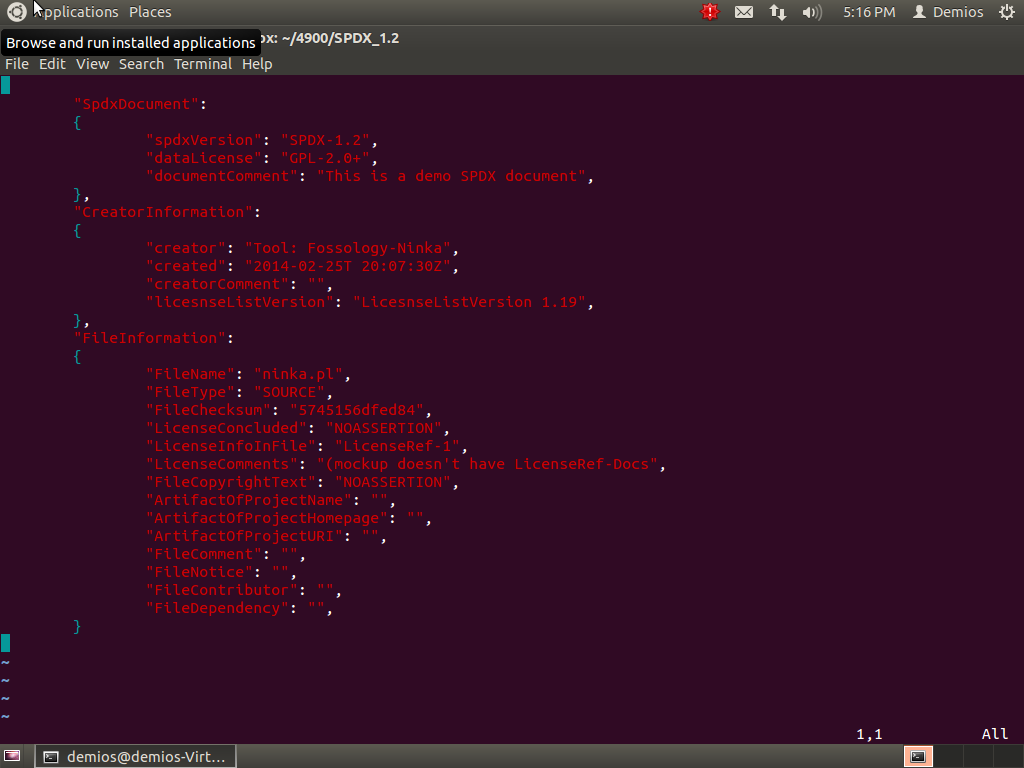 Applications Places 5:16 PM Demios
Browse and run installed applications ox: ~/4900/SPDX_1.2
File Edit View Search Terminal Help
"SpdxDocument":
{
"spdxVersion": "SPDX-1.2",
"dataLicense": "GPL-2.0+",
"documentComment": "This is a demo SPDX document",
},
"CreatorInformation":
{
"creator": "Tool: Fossology-Ninka",
"created": "2014-02-25T 20:07:30Z",
"creatorComment": "",
"licesnseListVersion": "LicesnseListVersion 1.19",
},
"FileInformation":
{
"FileName": "ninka.pl",
"FileType": "SOURCE",
"FileChecksum": "5745156dfed84",
"LicenseConcluded": "NOASSERTION",
"LicenseInfoInFile": "LicenseRef-1",
"LicenseComments": "(mockup doesn't have LicenseRef-Docs",
"FileCopyrightText": "NOASSERTION",
"ArtifactOfProjectName": "",
"ArtifactOfProjectHomepage": "",
"ArtifactOfProjectURI": "",
"FileComment": "",
"FileNotice": "",
"FileContributor": "",
"FileDependency": "",
}
~
~
~
~
1,1 All
demios@demios-Virt...